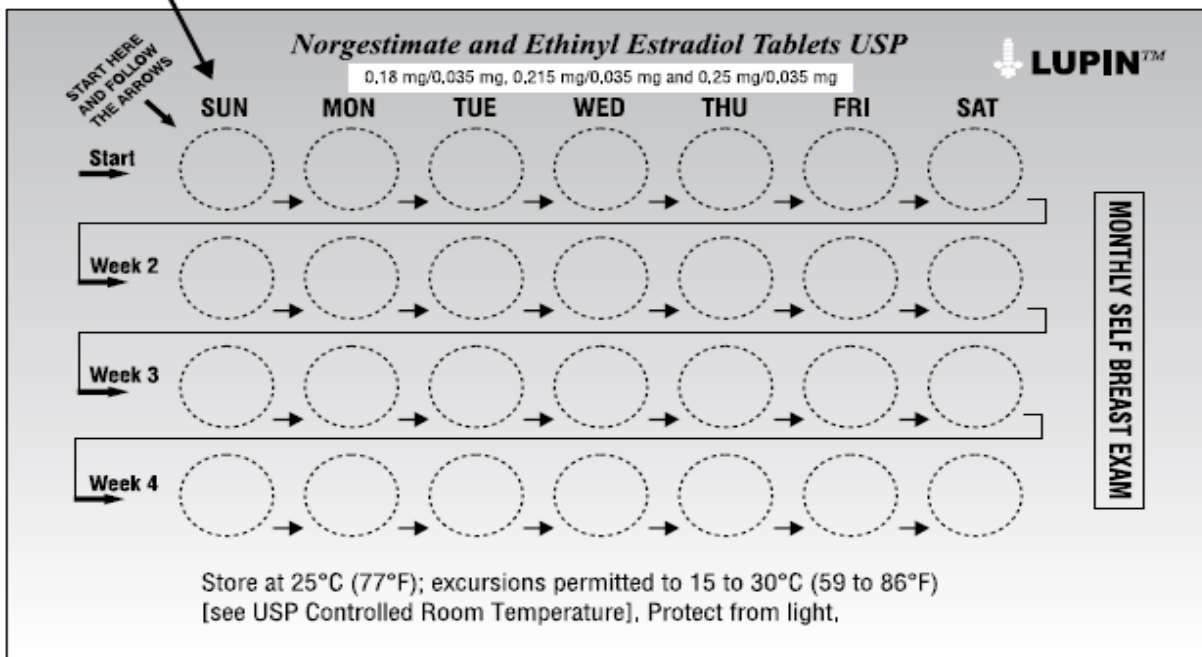 Norgestimate and Ethinyl Estradiol Tablets USP
0.18 mg/0.035 mg, 0.215 mg/0.035 mg and 0.25 mg/0.035 mg
LUPIN™
START HERE
AND FOLLOW
THE ARROWS
SUN MON TUE WED THU FRI SAT
Start
Week 2
Week 3
Week 4
MONTHLY SELF BREAST EXAM
Store at 25°C (77°F); excursions permitted to 15 to 30°C (59 to 86°F)
[see USP Controlled Room Temperature]. Protect from light.